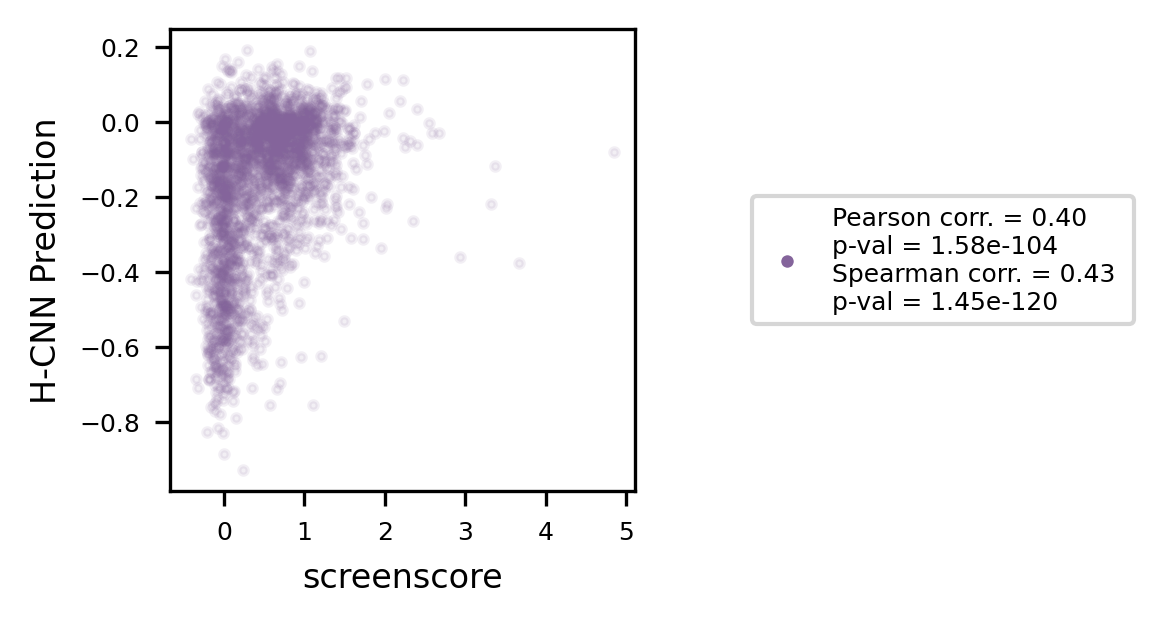 0.2
0.0
−0.2
−0.4
−0.6
−0.8
H-CNN Prediction
0 1 2 3 4 5
screenscore
Pearson corr. = 0.40
p-val = 1.58e-104
Spearman corr. = 0.43
p-val = 1.45e-120